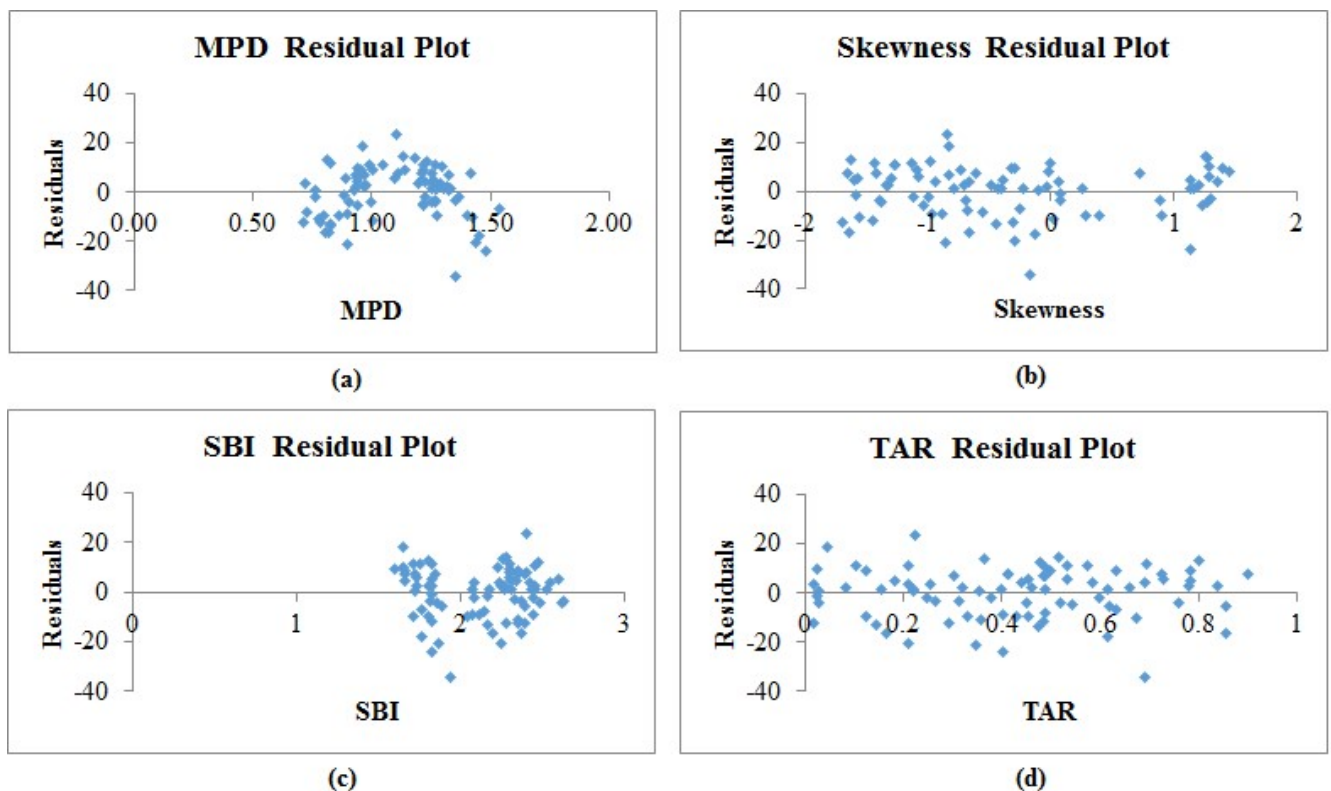 MPD Residual Plot
40
20
0
-20
-40
Residuals
0.00 0.50 1.00 1.50 2.00
MPD
(a)
Skewness Residual Plot
40
20
0
-20
-40
Residuals
-2 -1 0 1 2
Skewness
(b)
SBI Residual Plot
40
20
0
-20
-40
Residuals
0 1 2 3
SBI
(c)
TAR Residual Plot
40
20
0
-20
-40
Residuals
0 0.2 0.4 0.6 0.8 1
TAR
(d)